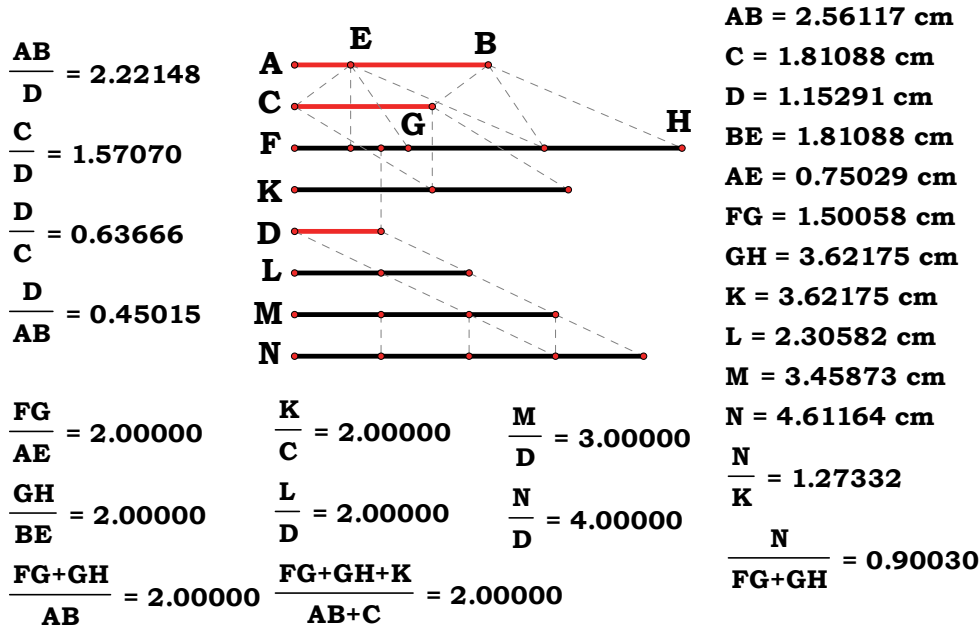 AB/D = 2.22148
C/D = 1.57070
D/C = 0.63666
D/AB = 0.45015
A E B
C G
F H
K
D
L
M
N
AB = 2.56117 cm
C = 1.81088 cm
D = 1.15291 cm
BE = 1.81088 cm
AE = 0.75029 cm
FG = 1.50058 cm
GH = 3.62175 cm
K = 3.62175 cm
L = 2.30582 cm
M = 3.45873 cm
N = 4.61164 cm
N/K = 1.27332
N/FG+GH = 0.90030
FG/AE = 2.00000
K/C = 2.00000
M/D = 3.00000
GH/BE = 2.00000
L/D = 2.00000
N/D = 4.00000
FG+GH/AB = 2.00000
FG+GH+K/AB+C = 2.00000